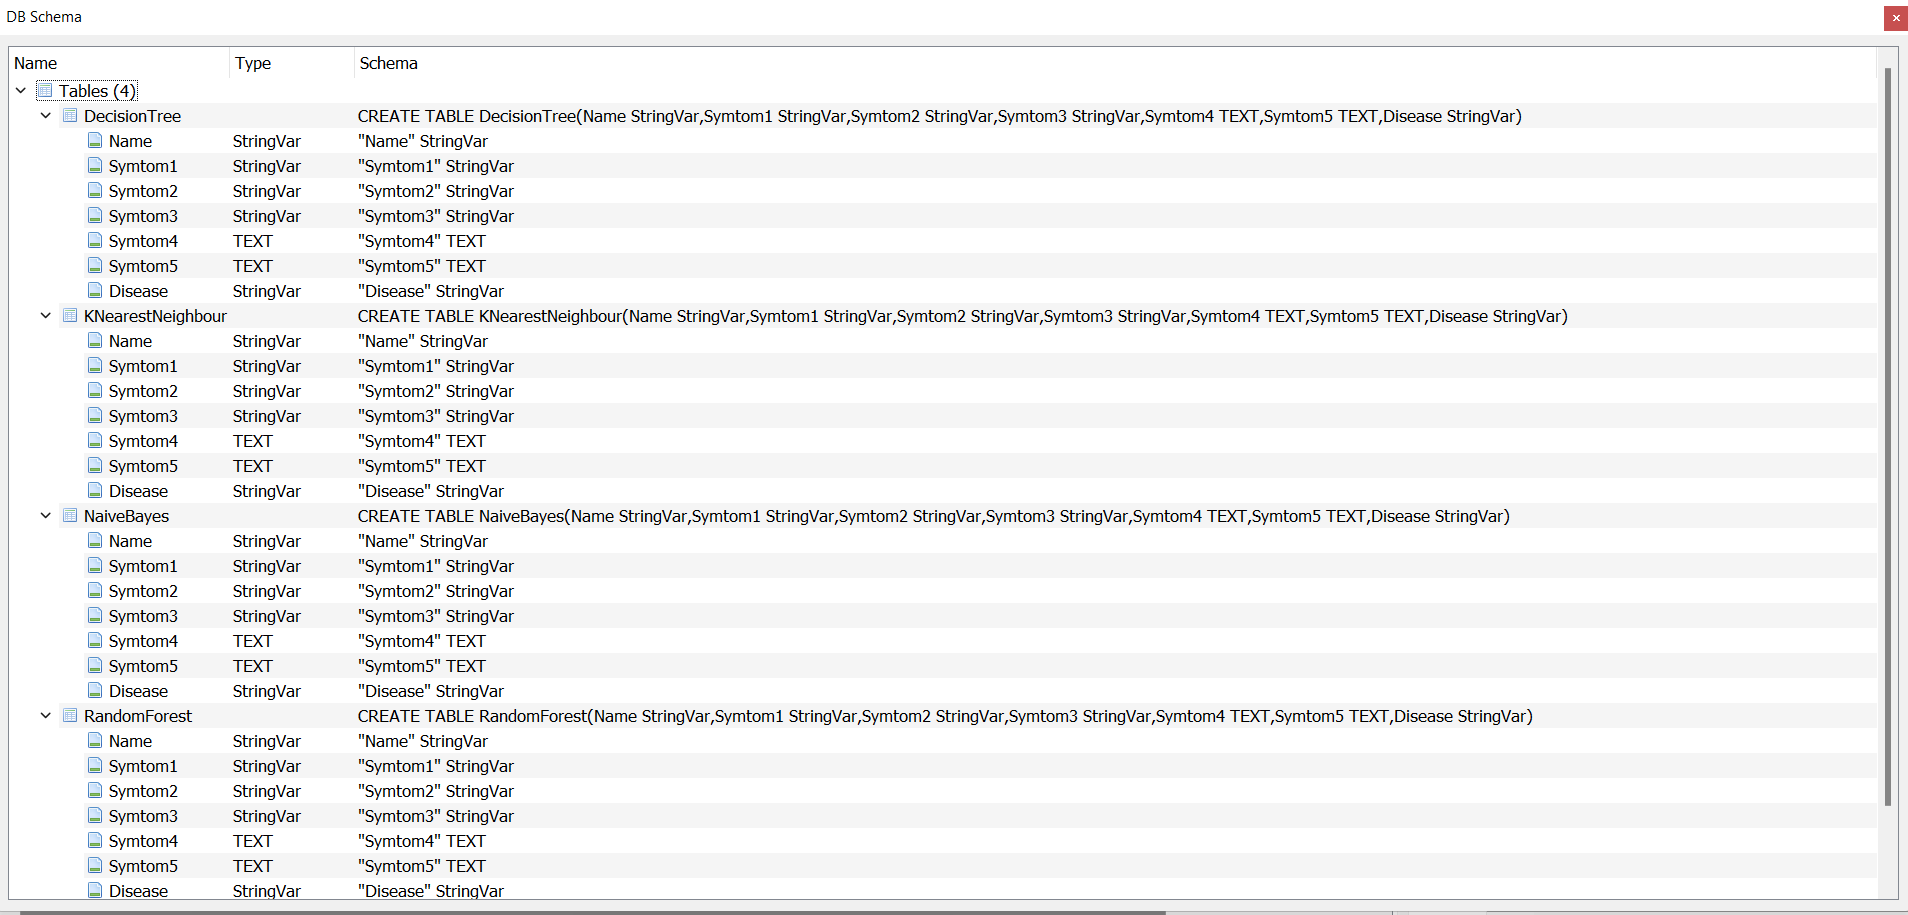 DB Schema
Name Type Schema
Tables (4)
DecisionTree CREATE TABLE DecisionTree(Name StringVar,Symtom1 StringVar,Symtom2 StringVar,Symtom3 StringVar,Symtom4 TEXT,Symtom5 TEXT,Disease StringVar)
Name StringVar "Name" StringVar
Symtom1 StringVar "Symtom1" StringVar
Symtom2 StringVar "Symtom2" StringVar
Symtom3 StringVar "Symtom3" StringVar
Symtom4 TEXT "Symtom4" TEXT
Symtom5 TEXT "Symtom5" TEXT
Disease StringVar "Disease" StringVar
KNearestNeighbour CREATE TABLE KNearestNeighbour(Name StringVar,Symtom1 StringVar,Symtom2 StringVar,Symtom3 StringVar,Symtom4 TEXT,Symtom5 TEXT,Disease StringVar)
Name StringVar "Name" StringVar
Symtom1 StringVar "Symtom1" StringVar
Symtom2 StringVar "Symtom2" StringVar
Symtom3 StringVar "Symtom3" StringVar
Symtom4 TEXT "Symtom4" TEXT
Symtom5 TEXT "Symtom5" TEXT
Disease StringVar "Disease" StringVar
NaiveBayes CREATE TABLE NaiveBayes(Name StringVar,Symtom1 StringVar,Symtom2 StringVar,Symtom3 StringVar,Symtom4 TEXT,Symtom5 TEXT,Disease StringVar)
Name StringVar "Name" StringVar
Symtom1 StringVar "Symtom1" StringVar
Symtom2 StringVar "Symtom2" StringVar
Symtom3 StringVar "Symtom3" StringVar
Symtom4 TEXT "Symtom4" TEXT
Symtom5 TEXT "Symtom5" TEXT
Disease StringVar "Disease" StringVar
RandomForest CREATE TABLE RandomForest(Name StringVar,Symtom1 StringVar,Symtom2 StringVar,Symtom3 StringVar,Symtom4 TEXT,Symtom5 TEXT,Disease StringVar)
Name StringVar "Name" StringVar
Symtom1 StringVar "Symtom1" StringVar
Symtom2 StringVar "Symtom2" StringVar
Symtom3 StringVar "Symtom3" StringVar
Symtom4 TEXT "Symtom4" TEXT
Symtom5 TEXT "Symtom5" TEXT
Disease StringVar "Disease" StringVar